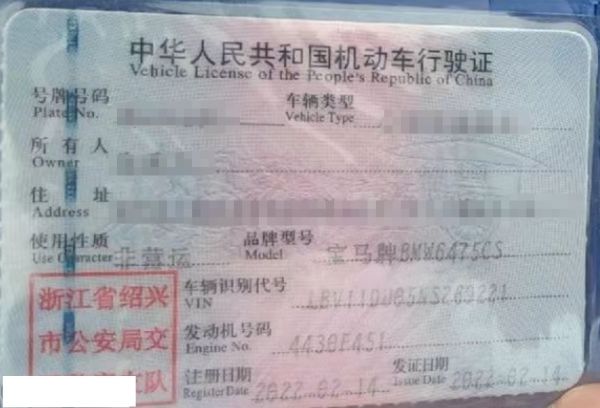 中华人民共和国机动车行驶证
Vehicle License of the People's Republic of China
号牌号码 车辆类型
Plate No. Vehicle Type
所有人
Owner
住址
Address
使用性质 非营运 品牌型号 宝马牌BMW6475CS
Use Character Model
浙江省绍兴
市公安局交
队
车辆识别代号
VIN
发动机号码 4430F451
Engine No.
注册日期 2022-02-14 发证日期 2022-02-14
Register Date Issue Date